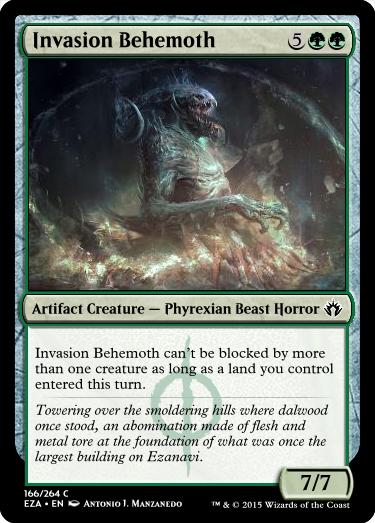 Invasion Behemoth 5
Artifact Creature — Phyrexian Beast Horror
Invasion Behemoth can't be blocked by more
than one creature as long as a land you control
entered this turn.
Towering over the smoldering hills where dalwood
once stood, an abomination made of flesh and
metal tore at the foundation of what was once the
largest building on Ezanavi.
7/7
166/264 C
EZA • EN Antonio J. Manzanedo ™ & © 2015 Wizards of the Coast